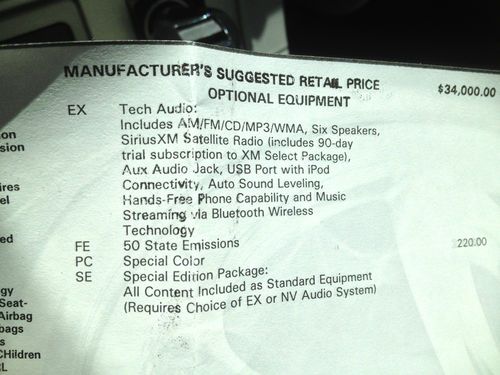 MANUFACTURER'S SUGGESTED RETAIL PRICE $34,000.00
OPTIONAL EQUIPMENT
EX Tech Audio:
Includes AM/FM/CD/MP3/WMA, Six Speakers,
SiriusXM Satellite Radio (includes 90-day
trial subscription to XM Select Package),
Aux Audio Jack, USB Port with iPod
Connectivity, Auto Sound Leveling,
Hands-Free Phone Capability and Music
Streaming via Bluetooth Wireless
Technology
FE 50 State Emissions
PC Special Color 220.00
SE Special Edition Package:
All Content Included as Standard Equipment
(Requires Choice of EX or NV Audio System)
on
sion
ires
el
ed
gy
Seat-
Airbag
bags
s
CHildren